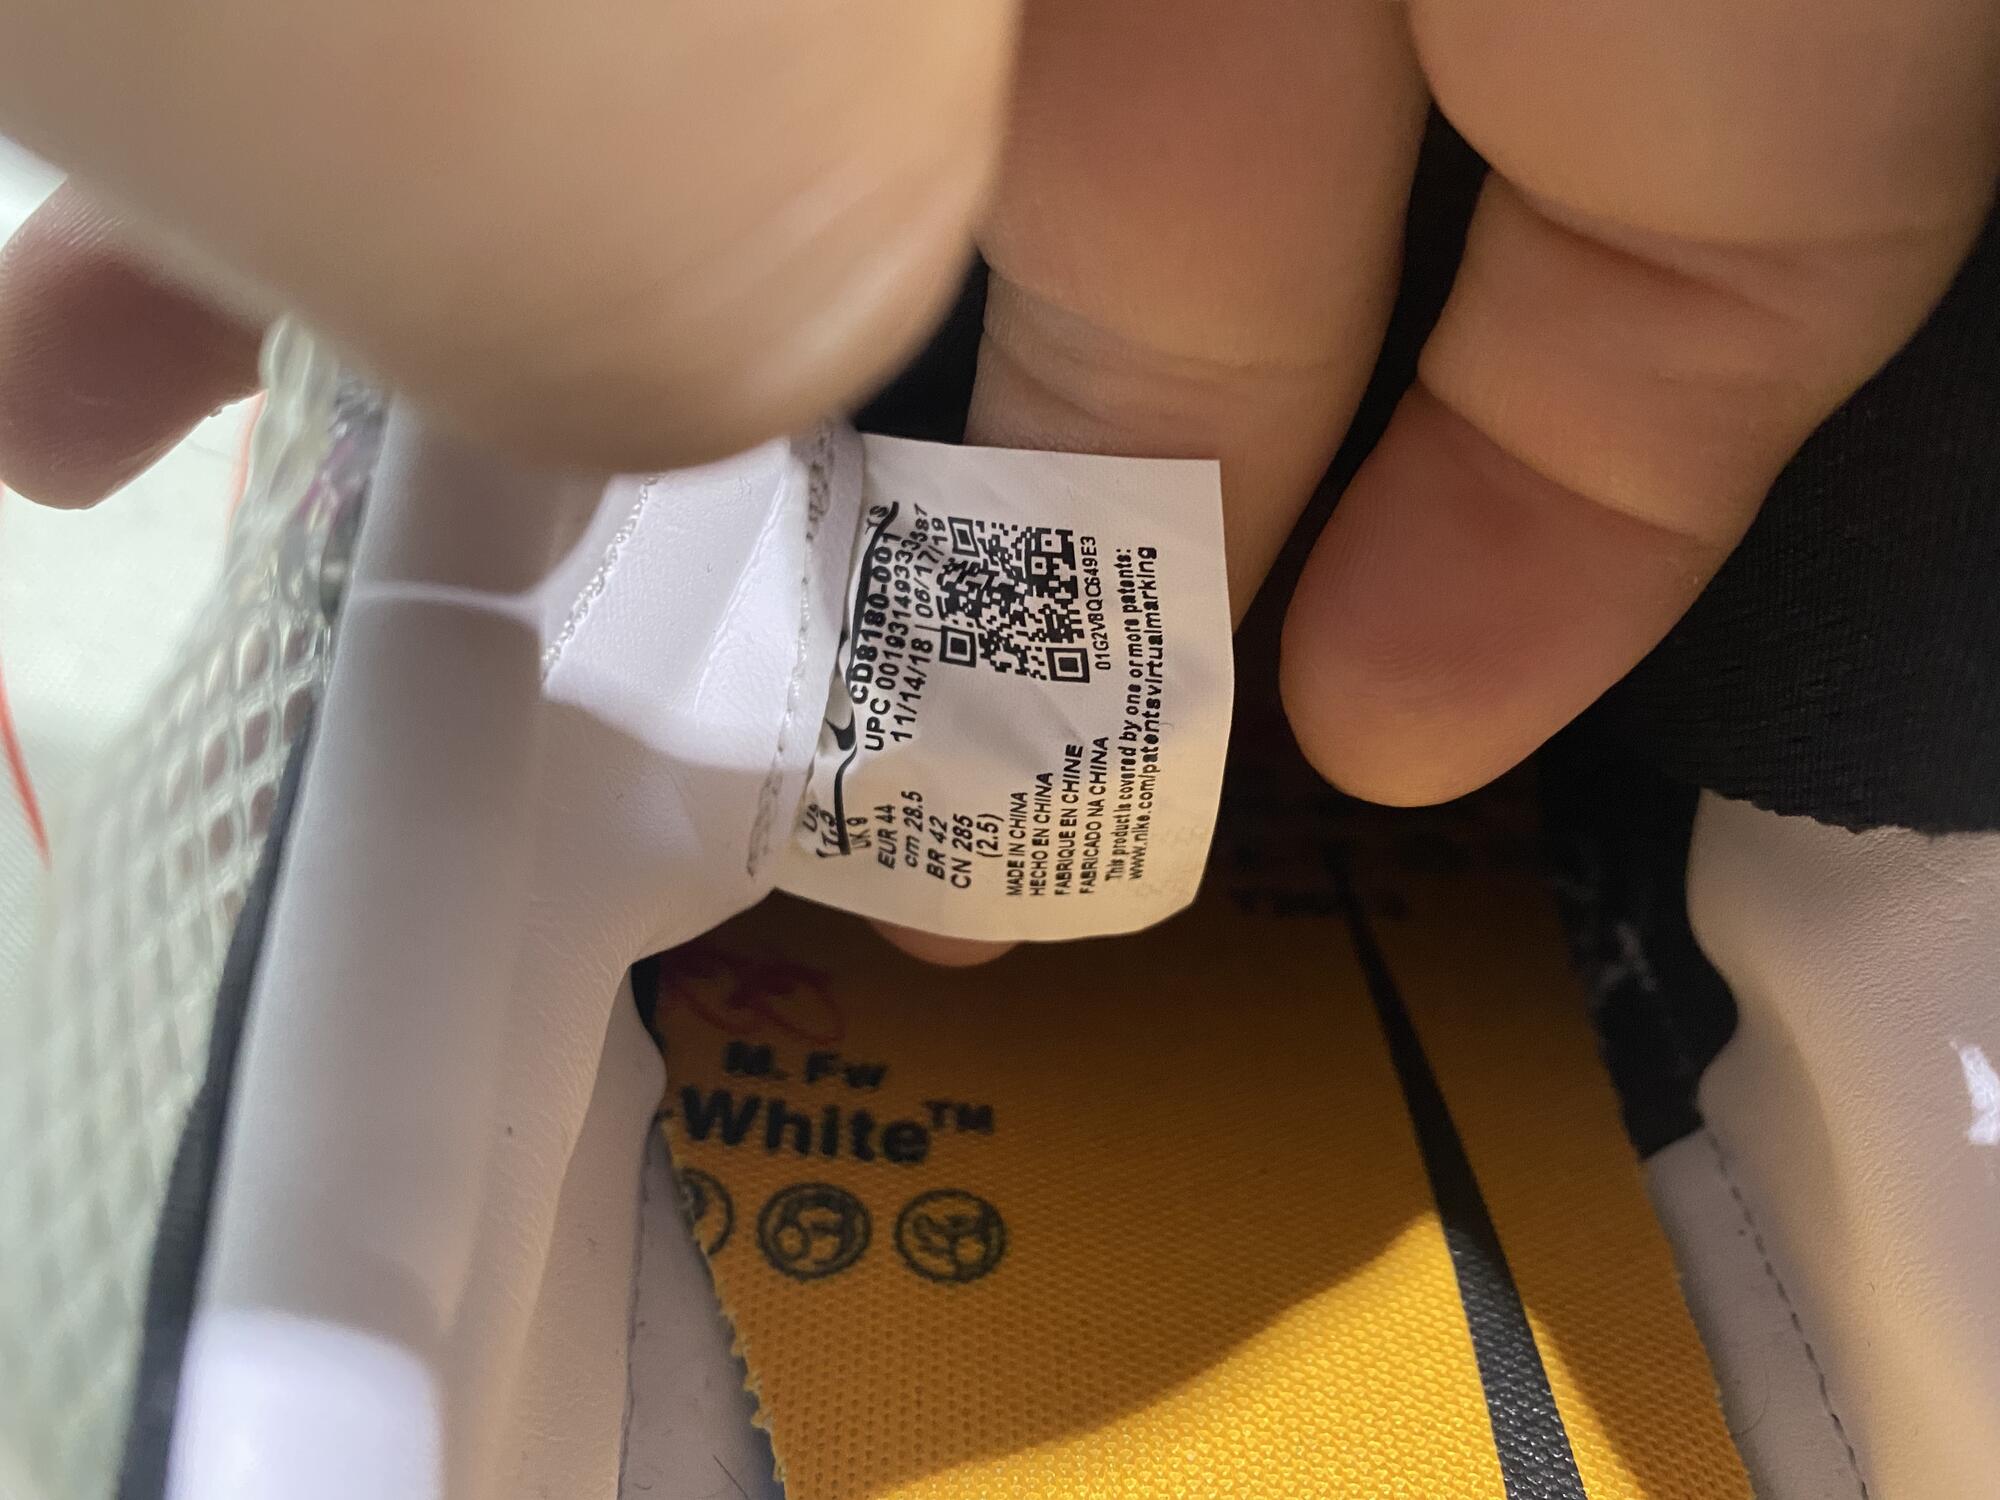 CD8180-001
UPC 00193149333587
11/14/18 06/17/19
UK 9
EUR 44
cm 28.5
BR 42
CN 285
(2.5)
01G2V8QC649E3
MADE IN CHINA
HECHO EN CHINA
FABRIQUE EN CHINE
FABRICADO NA CHINA
This product is covered by one or more patents:
www.nike.com/patentsvirtualmarking
M. Fw
White™